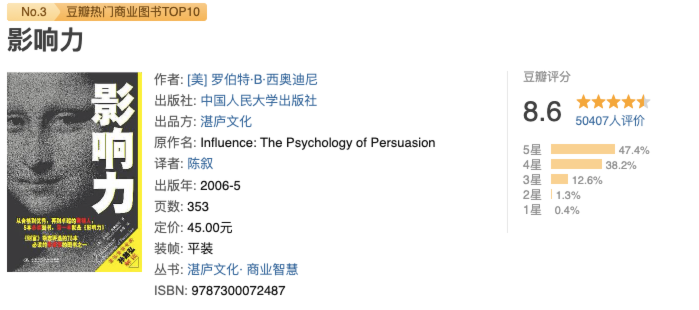 No.3 豆瓣热门商业图书TOP10
影响力
影响力
作者: [美] 罗伯特·B·西奥迪尼
出版社: 中国人民大学出版社
出品方: 湛庐文化
原作名: Influence: The Psychology of Persuasion
译者: 陈叙
出版年: 2006-5
页数: 353
定价: 45.00元
装帧: 平装
丛书: 湛庐文化· 商业智慧
ISBN: 9787300072487
豆瓣评分
8.6
50407人评价
5星 47.4%
4星 38.2%
3星 12.6%
2星 1.3%
1星 0.4%